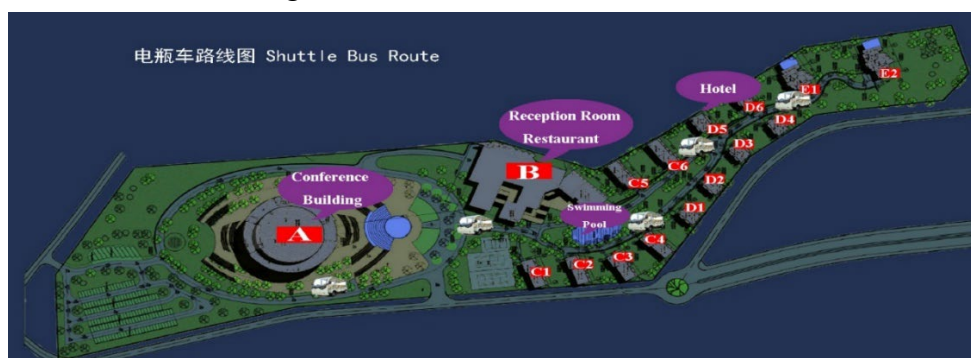 电瓶车路线图 Shuttle Bus Route
Conference
Building
A
Reception Room
Restaurant
B
Swimming
Pool
Hotel
C1
C2
C3
C4
C5
C6
D1
D2
D3
D4
D5
D6
E1
E2